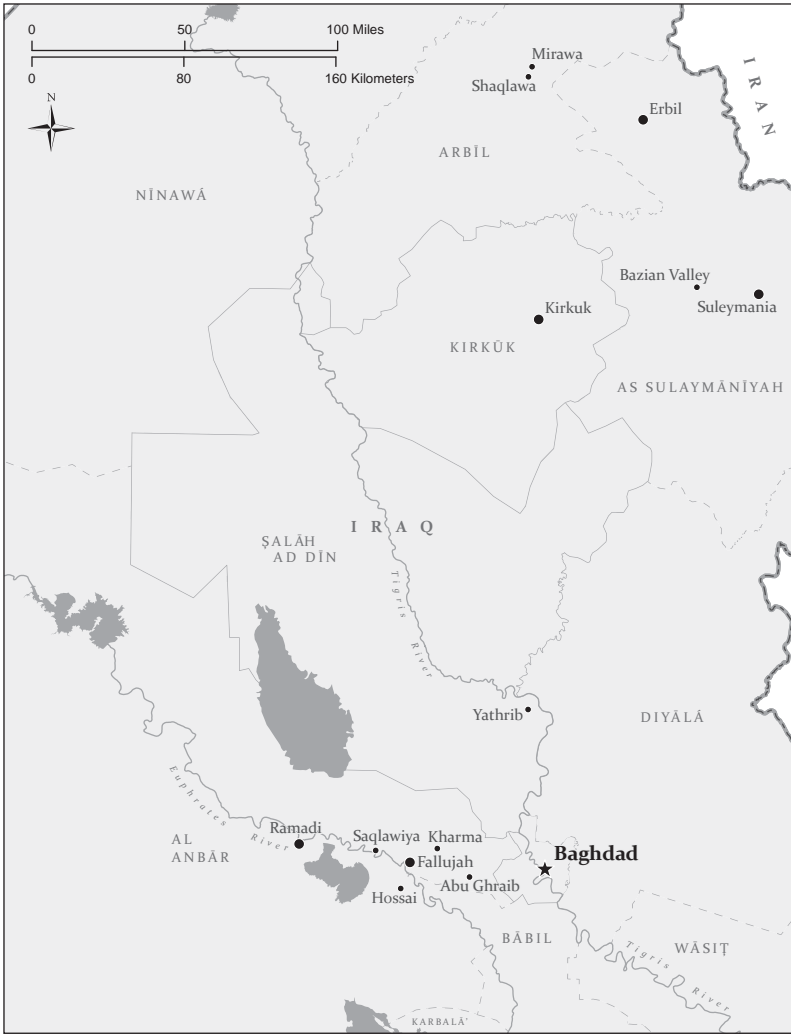 0 50 100 Miles
0 80 160 Kilometers
N
IRAN
Mirawa
Shaqlawa
Erbil
ARBĪL
NĪNAWÁ
Bazian Valley
Suleymania
Kirkuk
KIRKŪK
AS SULAYMĀNĪYAH
IRAQ
ŞALĀḤ
AD DĪN
Tigris River
Yathrib
DIYĀLÁ
Euphrates River
Ramadi
AL
ANBĀR
Saqlawiya
Kharma
Fallujah
Baghdad
Abu Ghraib
Hossai
BĀBIL
WĀSIṬ
Tigris River
KARBALĀ'